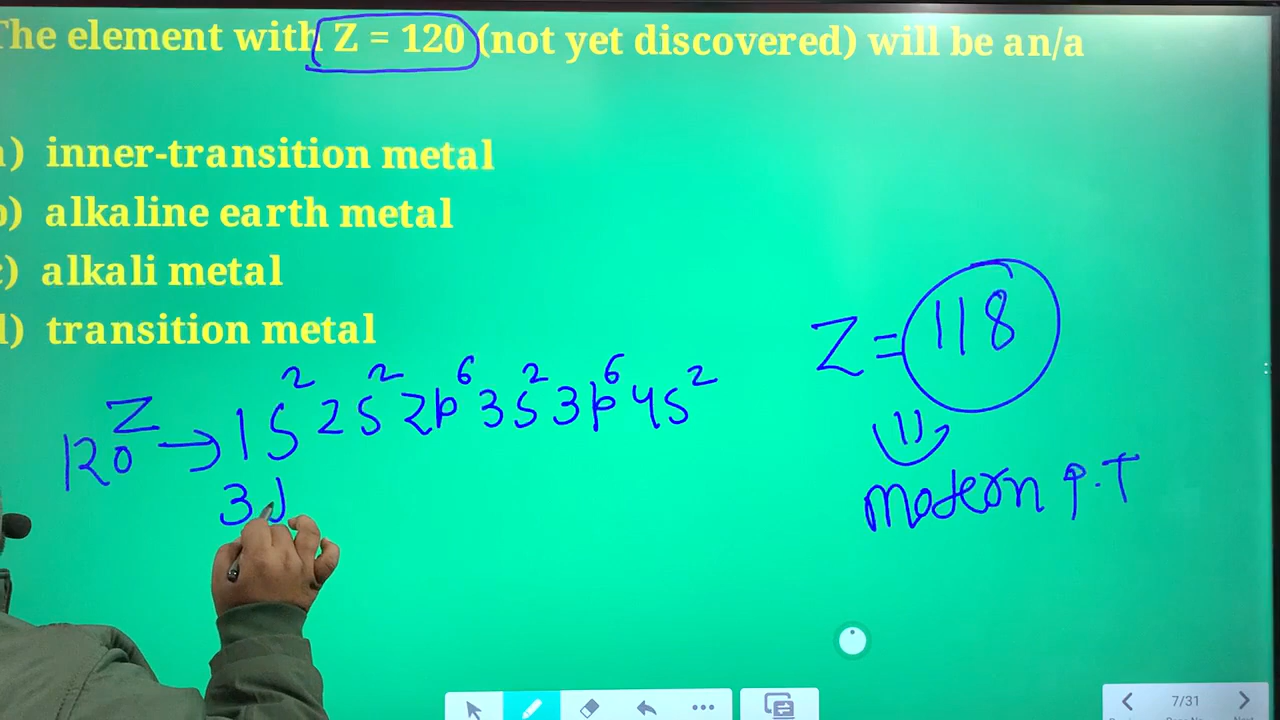 The element with Z = 120 (not yet discovered) will be an/a
a) inner-transition metal
b) alkaline earth metal
c) alkali metal
d) transition metal
Z = 118
Z
120 → 1s² 2s² 2p⁶ 3s² 3p⁶ 4s²
3d
Modern P.T
7/31